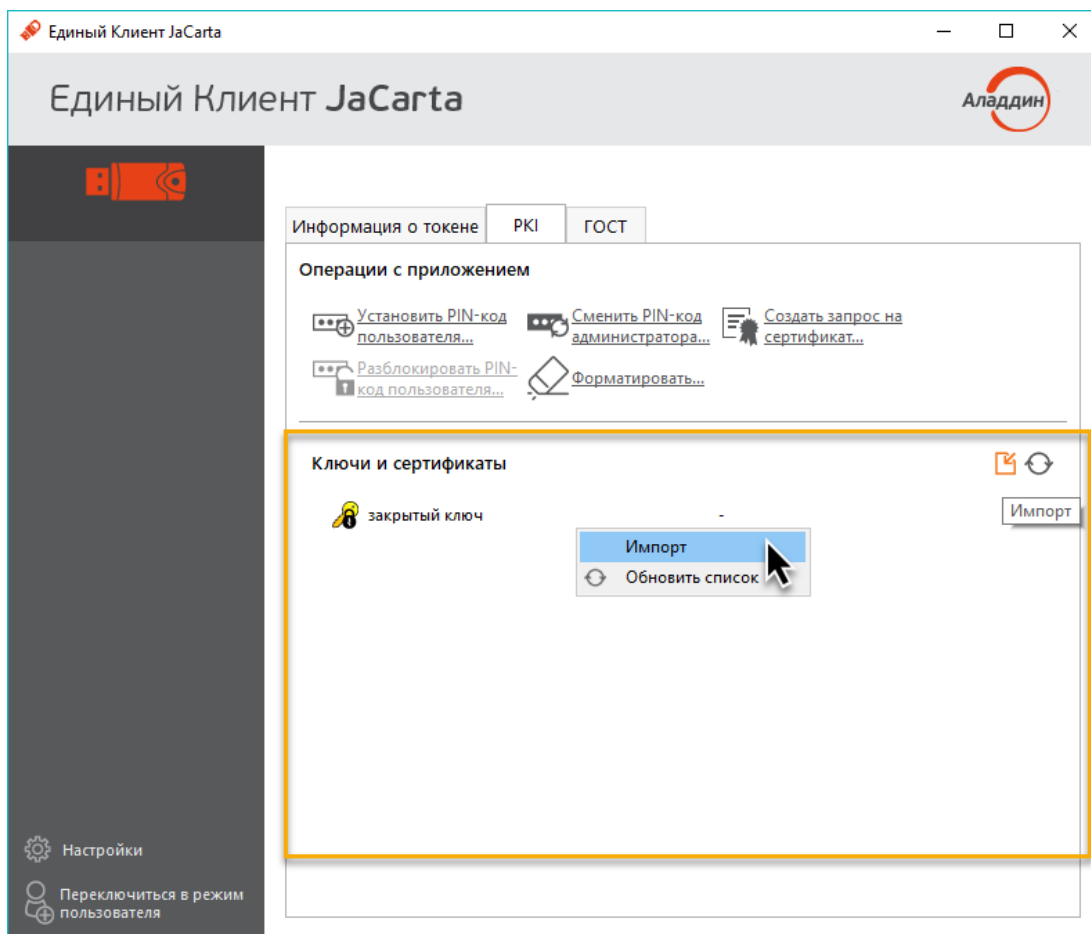 Единый Клиент JaCarta
Единый Клиент JaCarta
Аладдин
Информация о токене
PKI
ГОСТ
Операции с приложением
Установить PIN-код
пользователя...
Сменить PIN-код
администратора...
Создать запрос на
сертификат...
Разблокировать PIN-
код пользователя...
Форматировать...
Ключи и сертификаты
закрытый ключ
-
Импорт
Импорт
Обновить список
Настройки
Переключиться в режим
пользователя